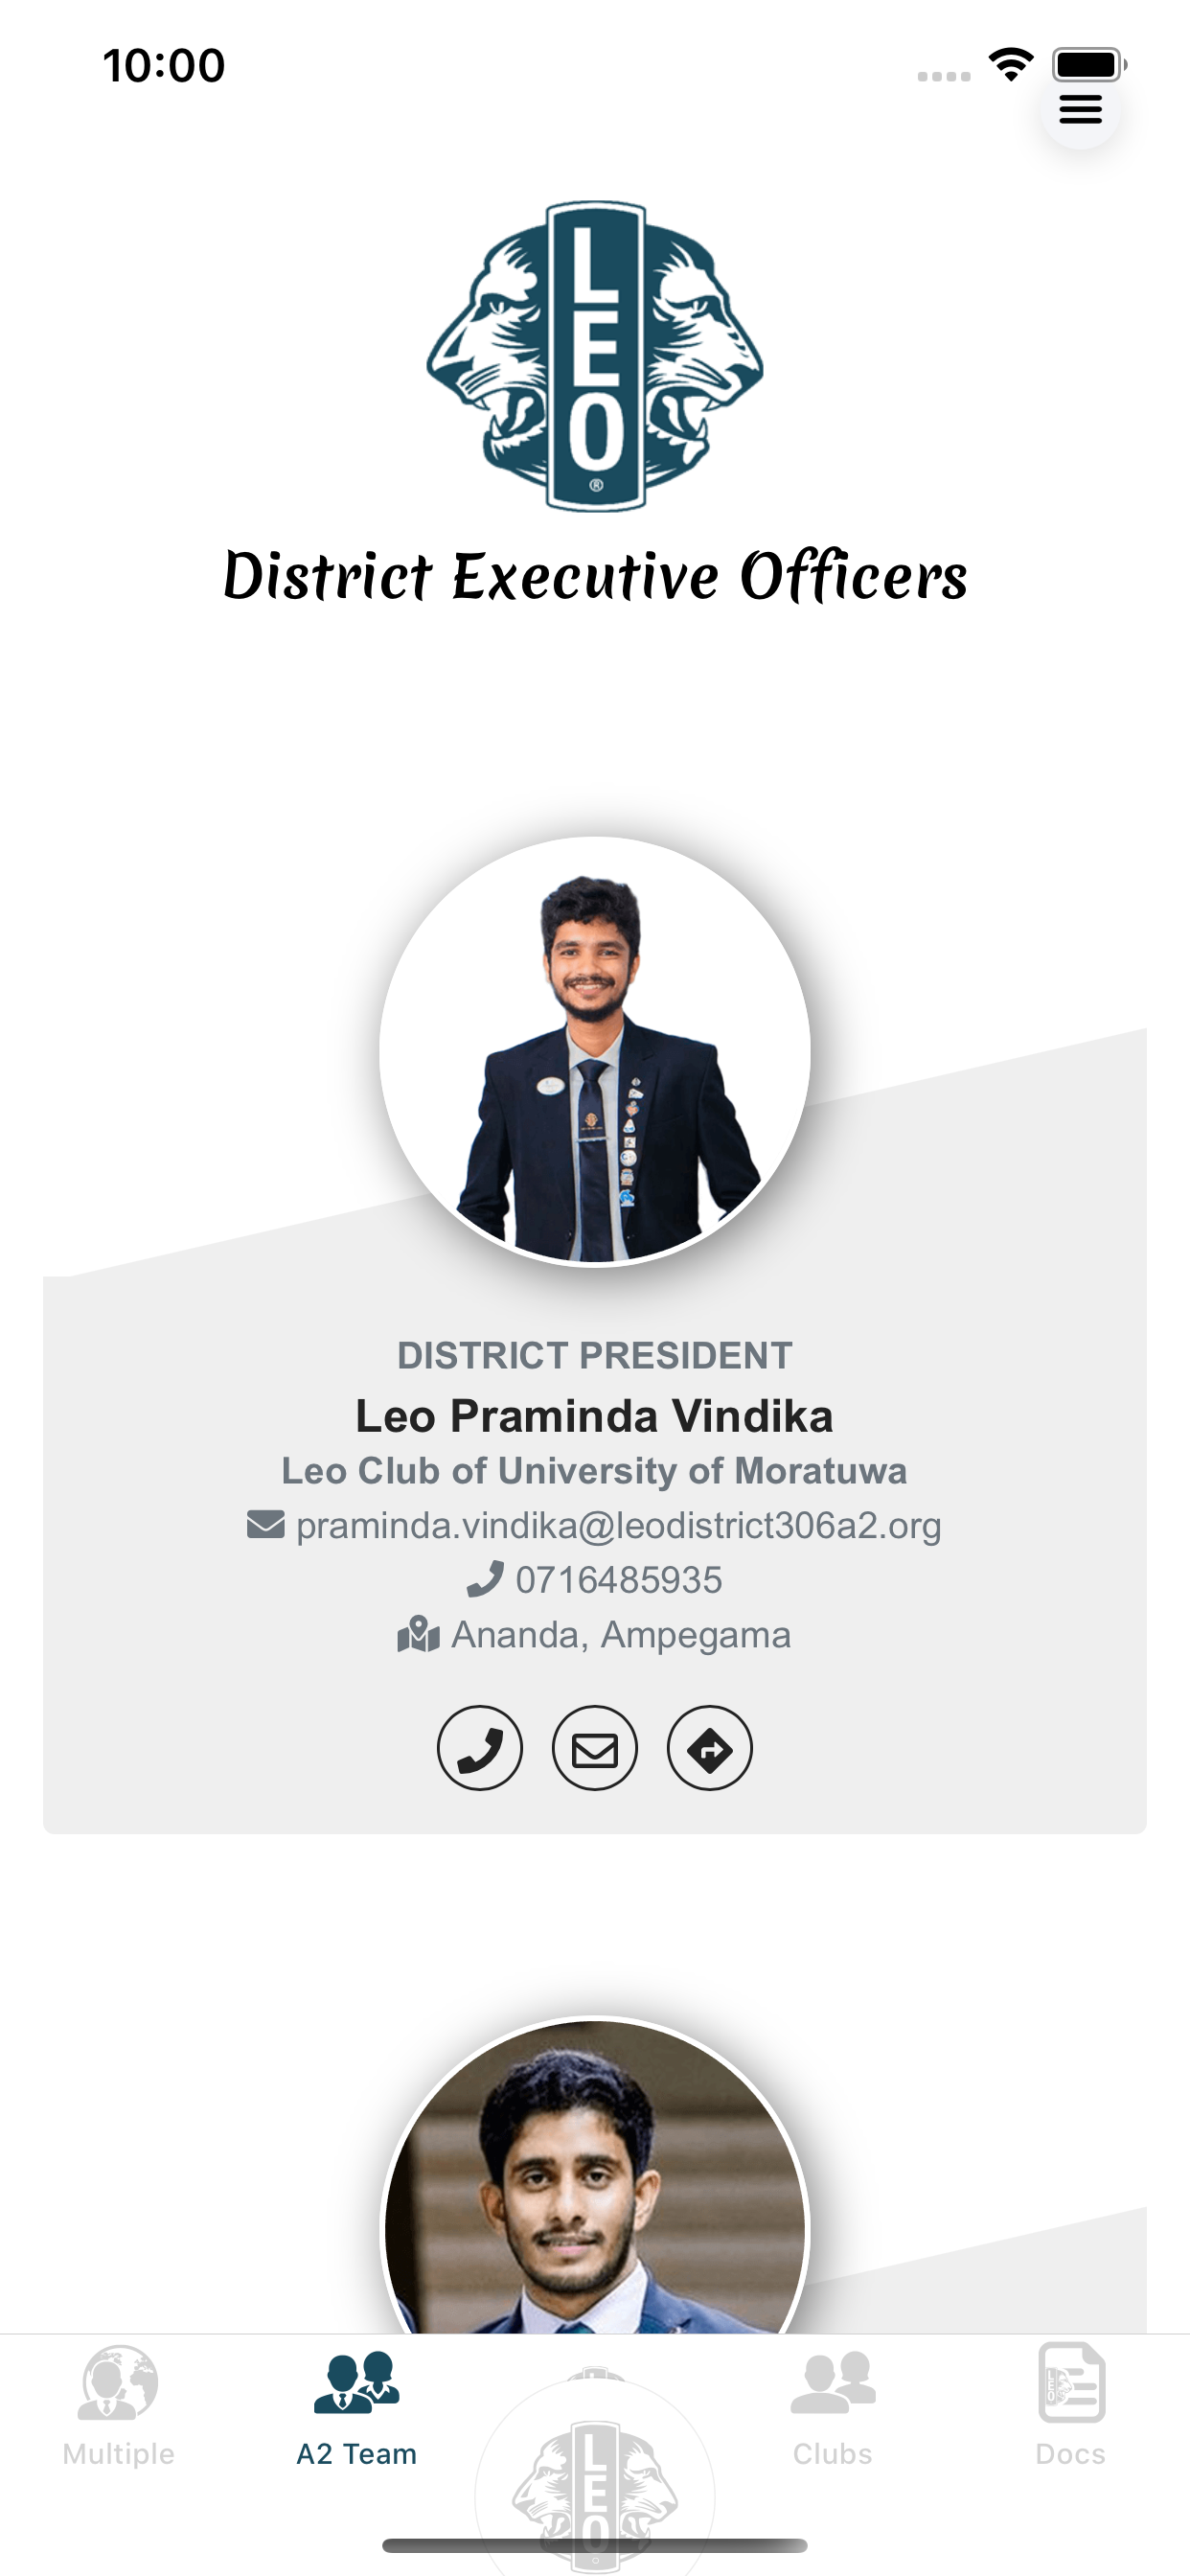 10:00
L
E
O
®
District Executive Officers
DISTRICT PRESIDENT
Leo Praminda Vindika
Leo Club of University of Moratuwa
praminda.vindika@leodistrict306a2.org
0716485935
Ananda, Ampegama
Multiple
A2 Team
L
E
O
Clubs
LEO
Docs